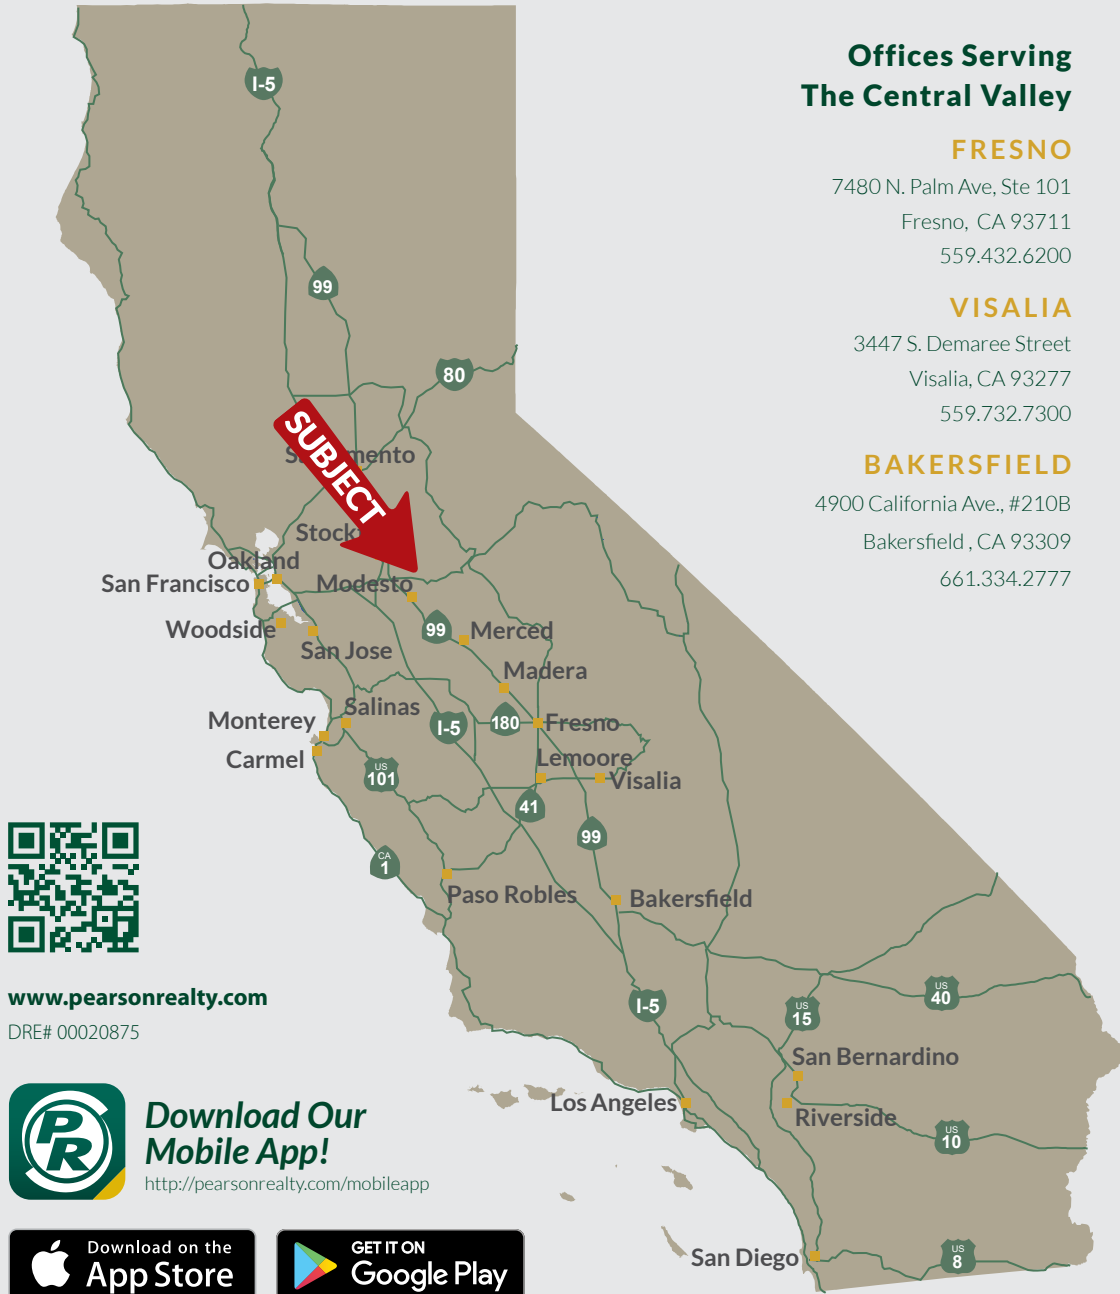 Offices Serving
The Central Valley
FRESNO
7480 N. Palm Ave, Ste 101
Fresno, CA 93711
559.432.6200
VISALIA
3447 S. Demaree Street
Visalia, CA 93277
559.732.7300
BAKERSFIELD
4900 California Ave., #210B
Bakersfield , CA 93309
661.334.2777
I-5
99
80
SUBJECT
Oakland
San Francisco
Modesto
Woodside
99
Merced
San Jose
Madera
Salinas
Monterey
I-5
180
Fresno
Carmel
Lemoore
US
101
Visalia
41
99
CA
1
Paso Robles
Bakersfield
I-5
US
40
US
15
San Bernardino
Los Angeles
Riverside
US
10
San Diego
US
8
www.pearsonrealty.com
DRE# 00020875
PR
Download Our
Mobile App!
http://pearsonrealty.com/mobileapp
Download on the
App Store
GET IT ON
Google Play